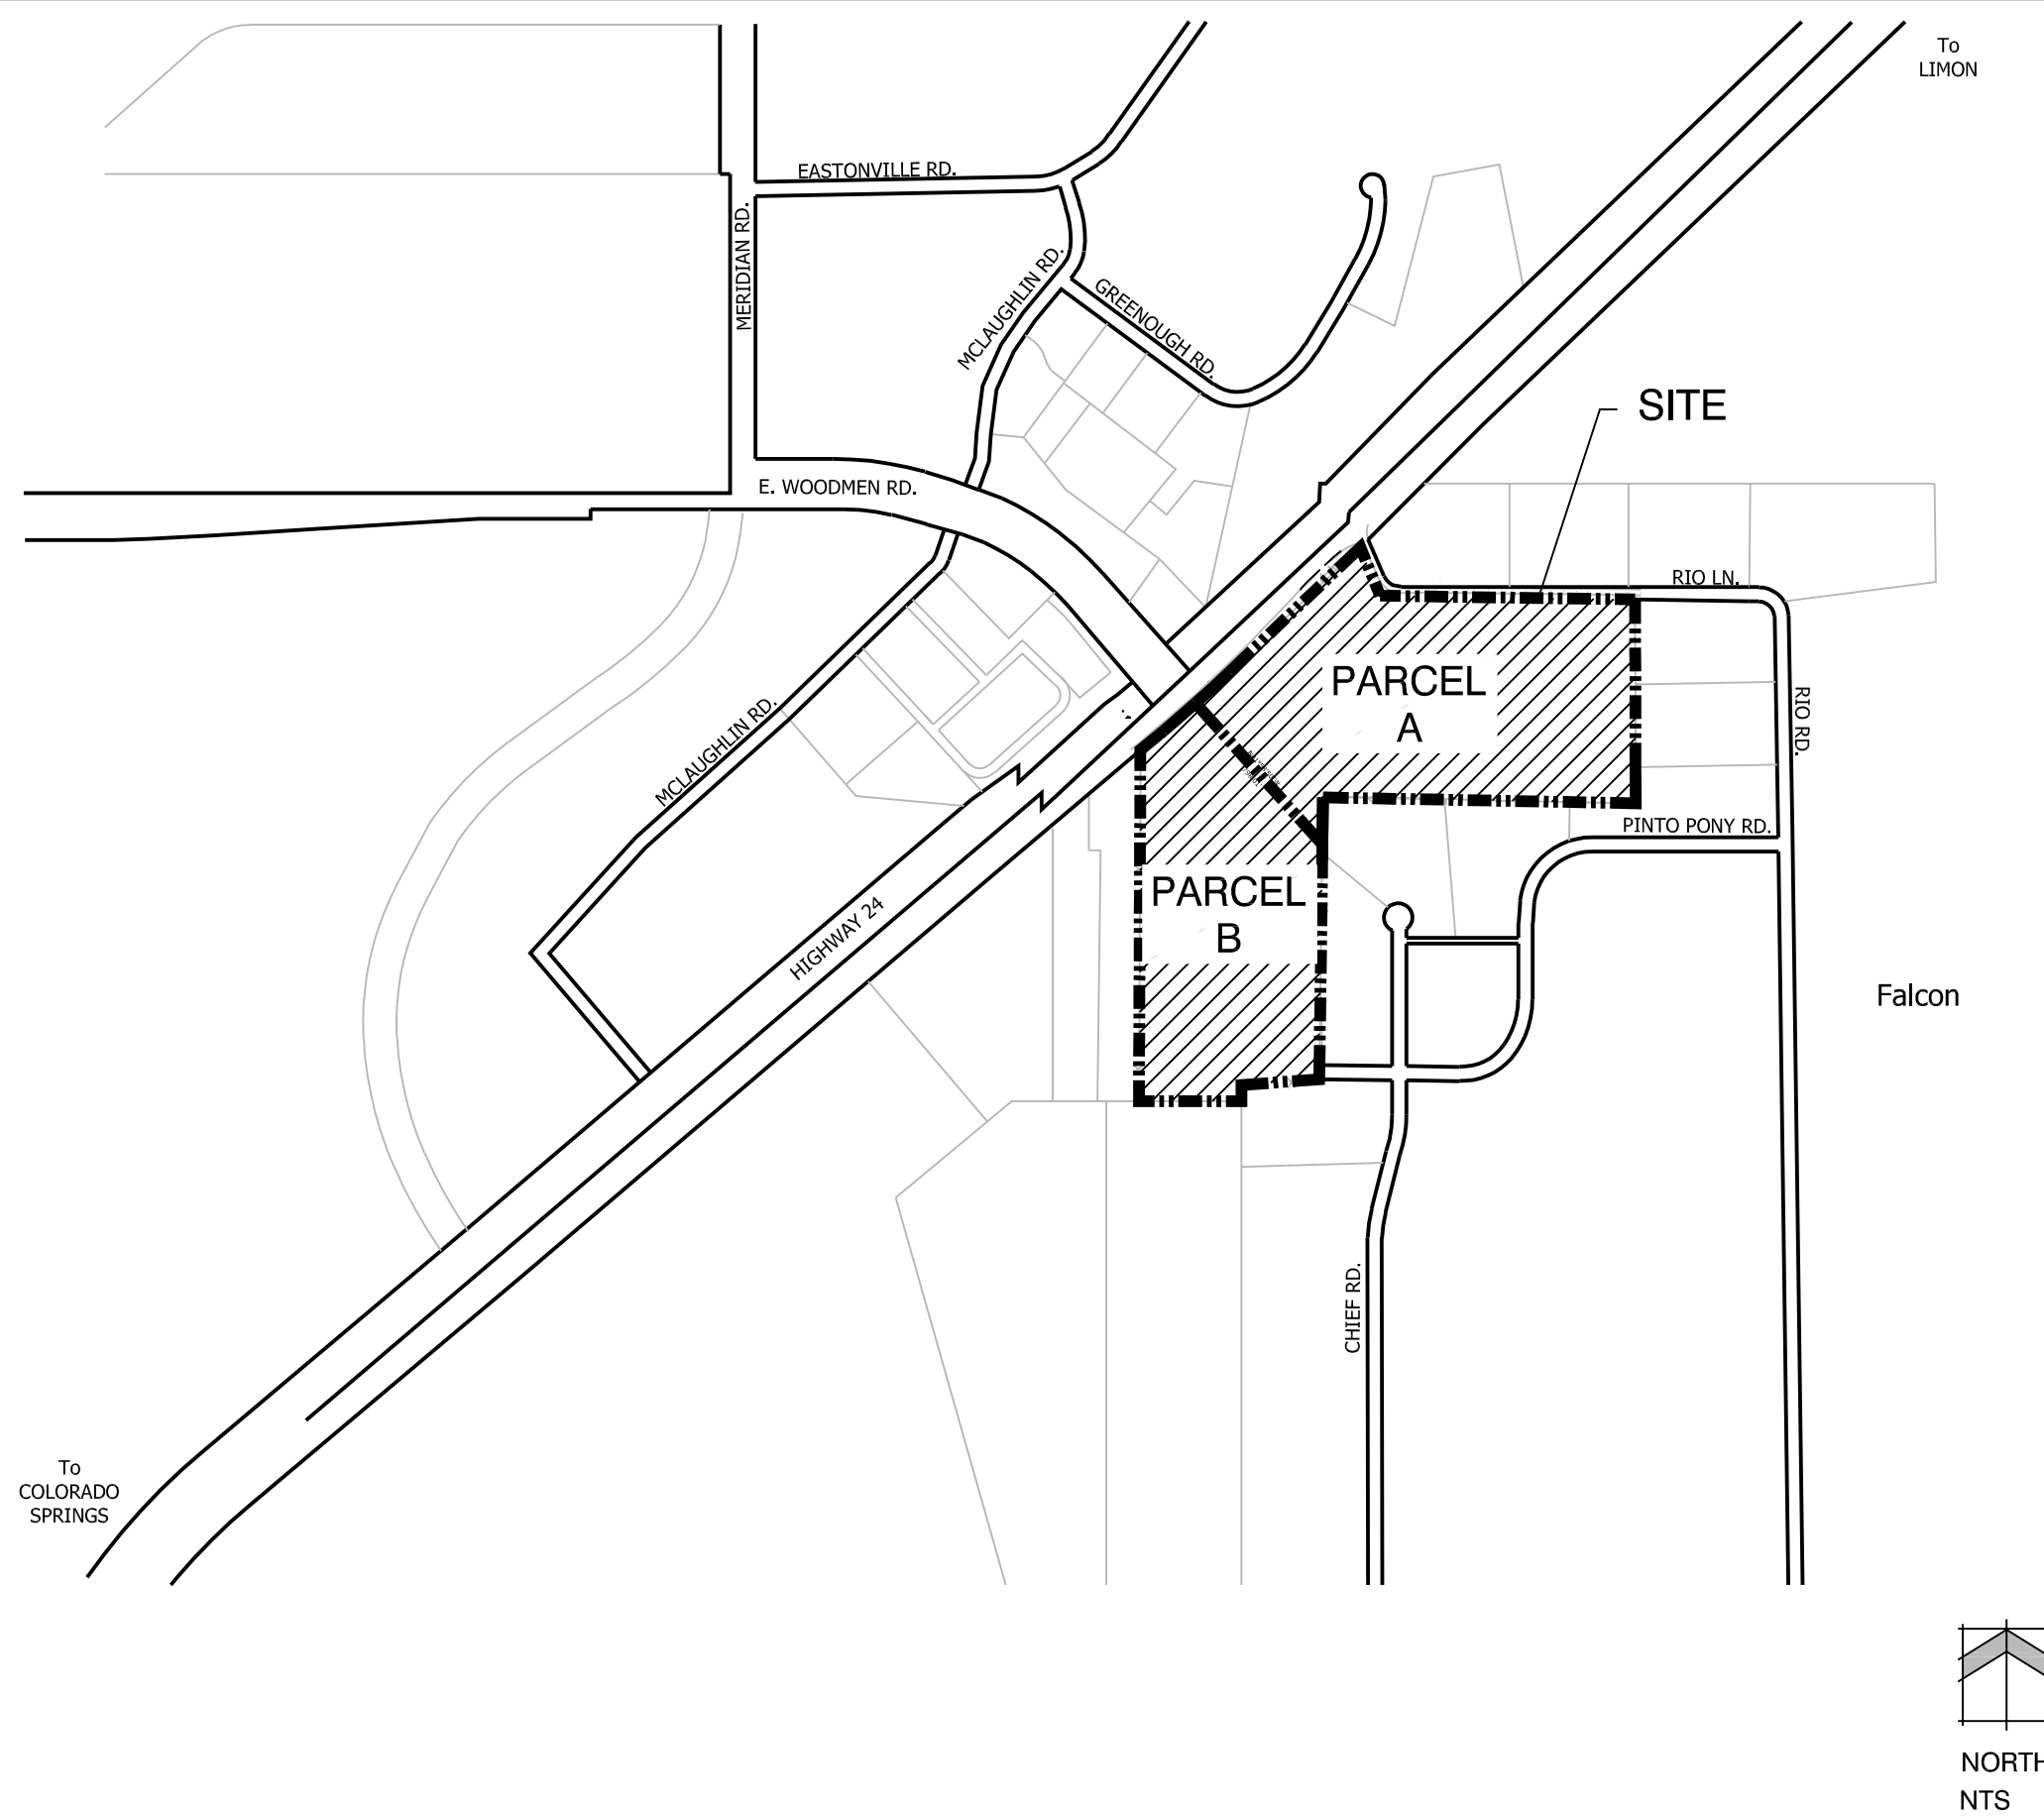 To
LIMON
EASTONVILLE RD.
MERIDIAN RD.
MCLAUGHLIN RD.
GREENOUGH RD.
SITE
E. WOODMEN RD.
RIO LN.
PARCEL
A
RIO RD.
MCLAUGHLIN RD.
PINTO PONY RD.
PARCEL
B
HIGHWAY 24
Falcon
CHIEF RD.
To
COLORADO
SPRINGS
NORTH
NTS